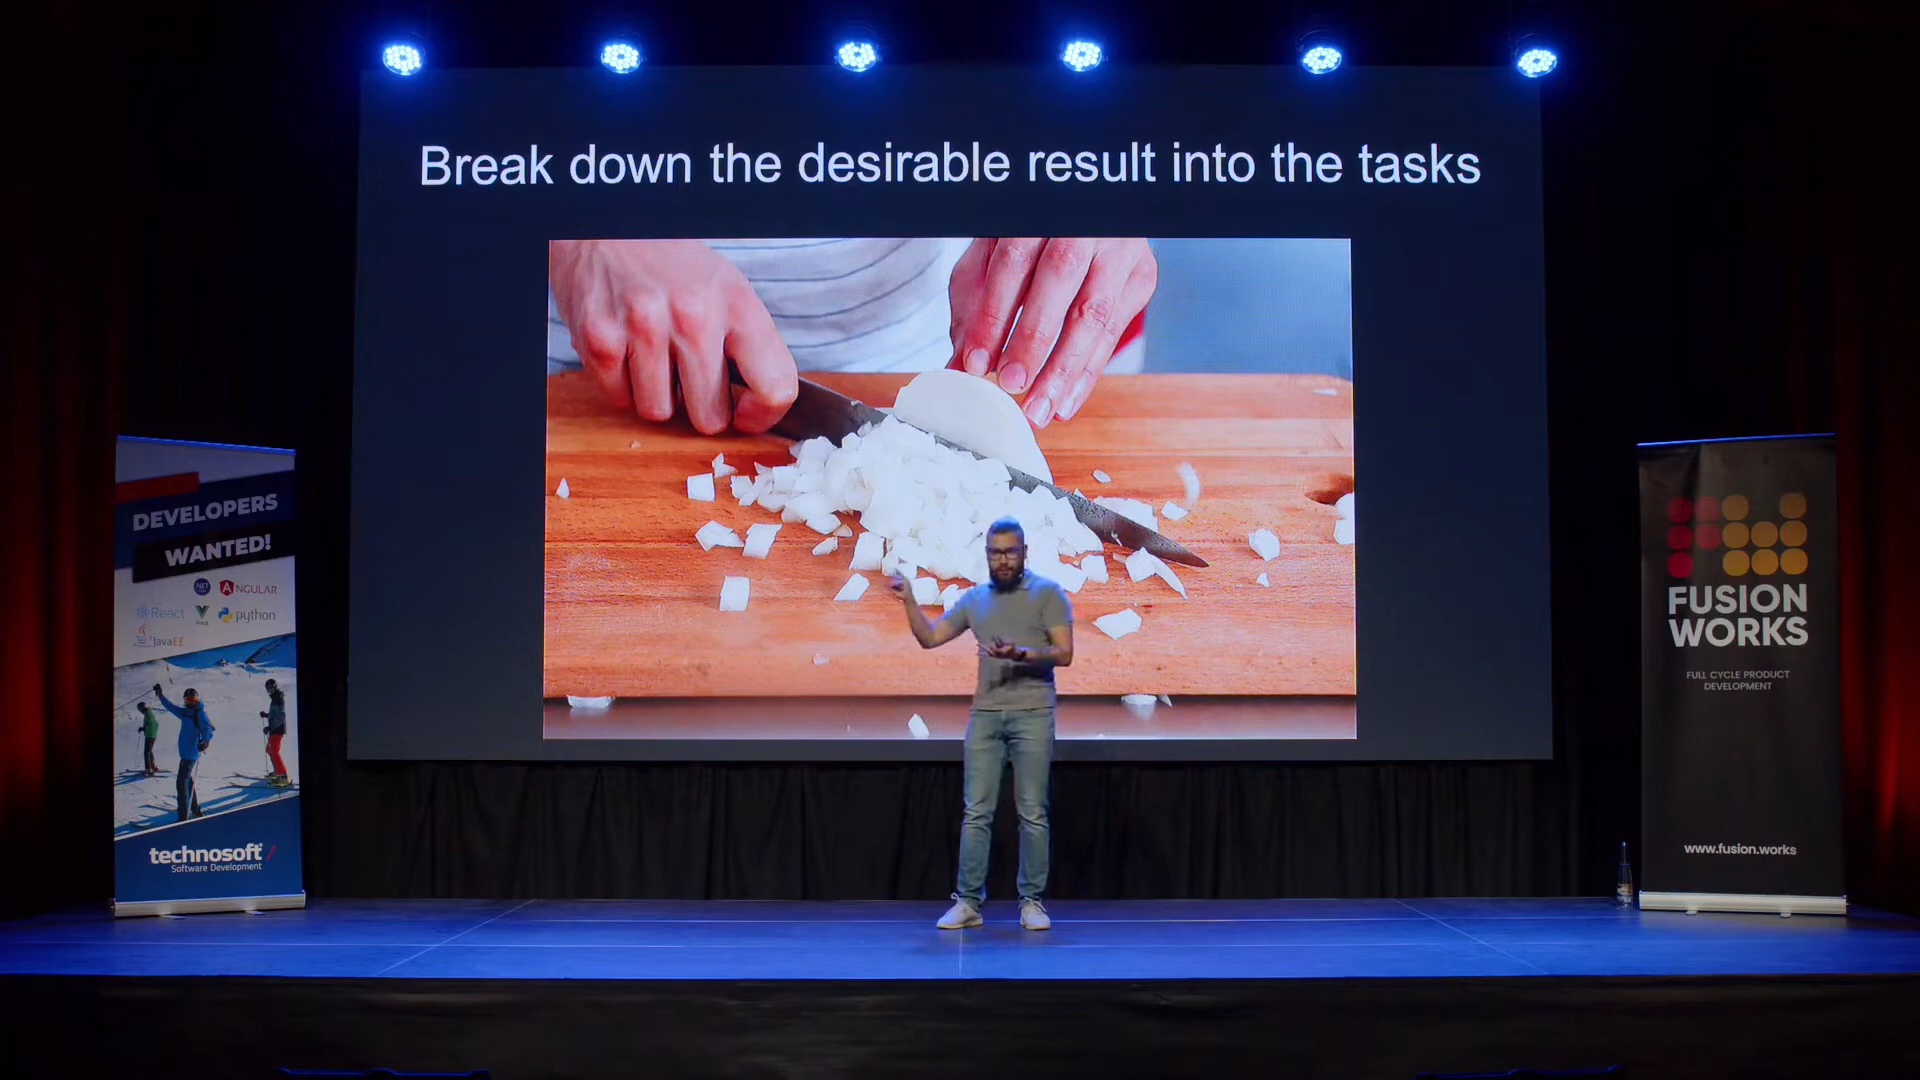 Break down the desirable result into the tasks
DEVELOPERS
WANTED!
.NET
ANGULAR
React
python
JavaEE
technosoft
Software Development
FUSION
WORKS
FULL CYCLE PRODUCT
DEVELOPMENT
www.fusion.works